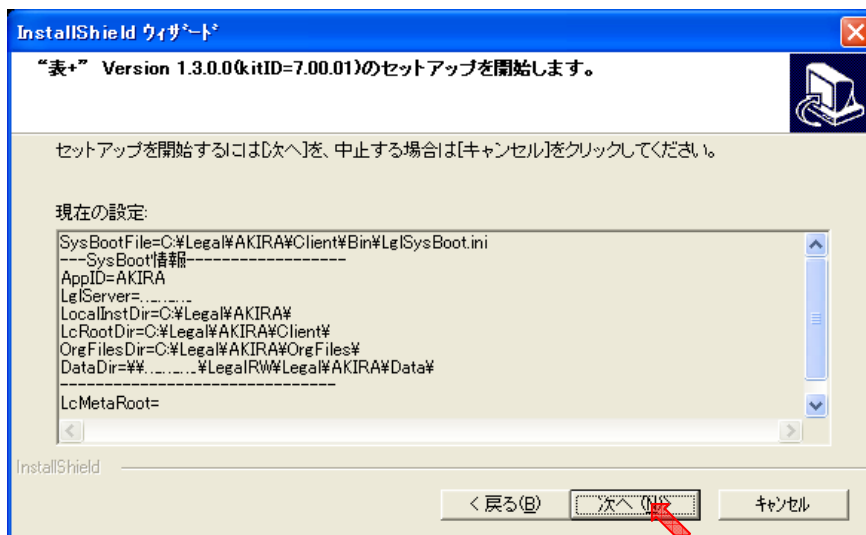 InstallShield ウィザード
“表+” Version 1.3.0.0(kitID=7.00.01)のセットアップを開始します。
セットアップを開始するには[次へ]を、中止する場合は[キャンセル]をクリックしてください。
現在の設定:
SysBootFile=C:¥Legal¥AKIRA¥Client¥Bin¥LglSysBoot.ini
---SysBoot情報------------------
AppID=AKIRA
LglServer=
LocalInstDir=C:¥Legal¥AKIRA¥
LcRootDir=C:¥Legal¥AKIRA¥Client¥
OrgFilesDir=C:¥Legal¥AKIRA¥OrgFiles¥
DataDir=¥¥ ¥LegalRW¥Legal¥AKIRA¥Data¥
-------------------------------
LcMetaRoot=
InstallShield
< 戻る(B) 次へ (N)> キャンセル